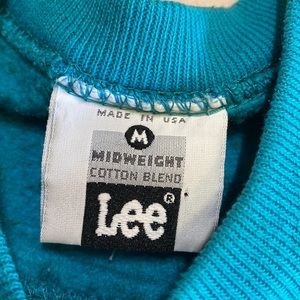 MADE IN USA
M
MIDWEIGHT
COTTON BLEND
Lee®